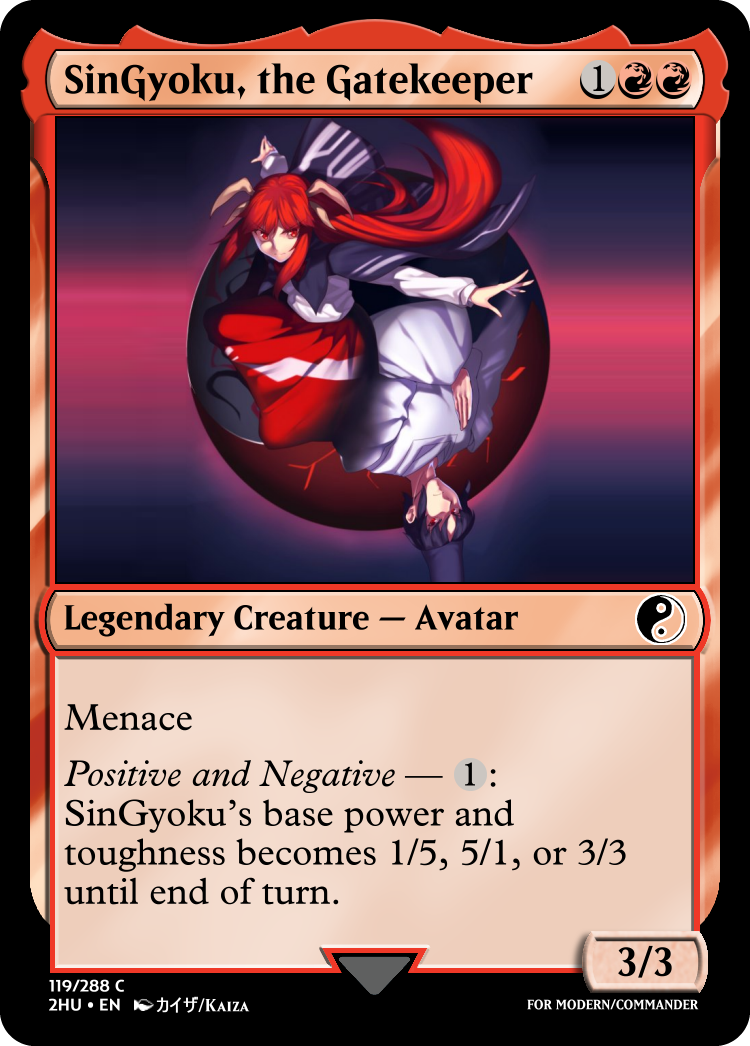 SinGyoku, the Gatekeeper 1
Legendary Creature — Avatar
Menace
Positive and Negative — 1:
SinGyoku's base power and
toughness becomes 1/5, 5/1, or 3/3
until end of turn.
3/3
119/288 C
2HU • EN カイザ/Kaiza
FOR MODERN/COMMANDER